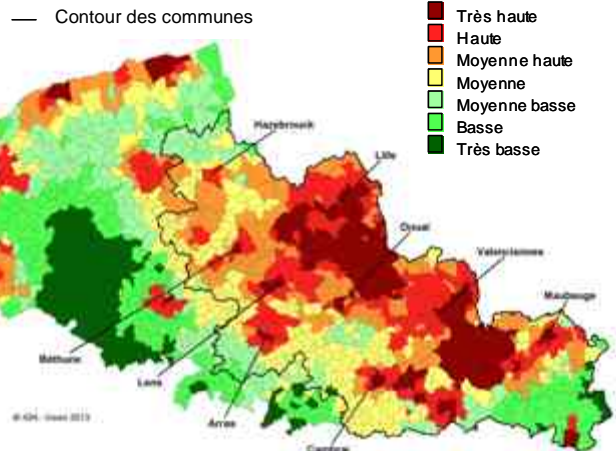 Contour des communes
Très haute
Haute
Moyenne haute
Moyenne
Moyenne basse
Basse
Très basse
Hazebrouck
Lille
Douai
Valenciennes
Maubeuge
Béthune
Lens
Arras
Cambrai